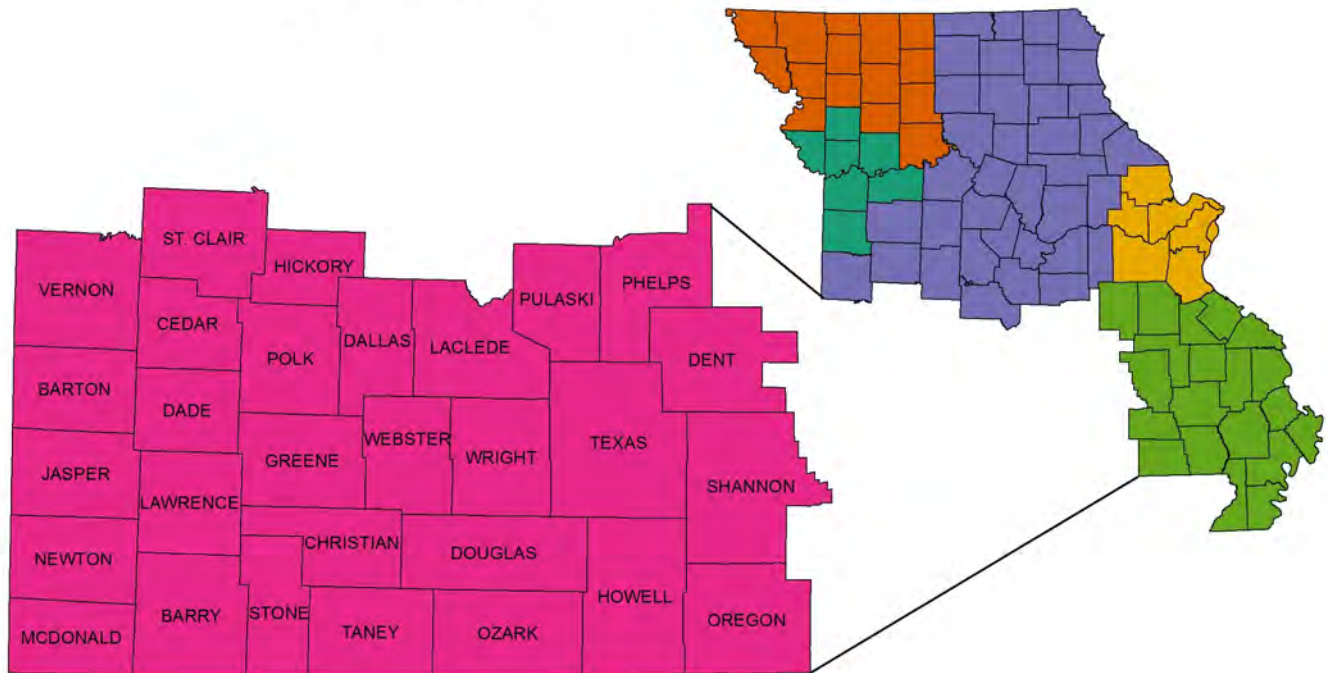 ST. CLAIR
HICKORY
VERNON
PULASKI
PHELPS
CEDAR
DALLAS
LACLEDE
POLK
DENT
BARTON
DADE
WEBSTER
TEXAS
GREENE
WRIGHT
JASPER
SHANNON
LAWRENCE
CHRISTIAN
DOUGLAS
NEWTON
HOWELL
BARRY
STONE
OREGON
MCDONALD
TANEY
OZARK